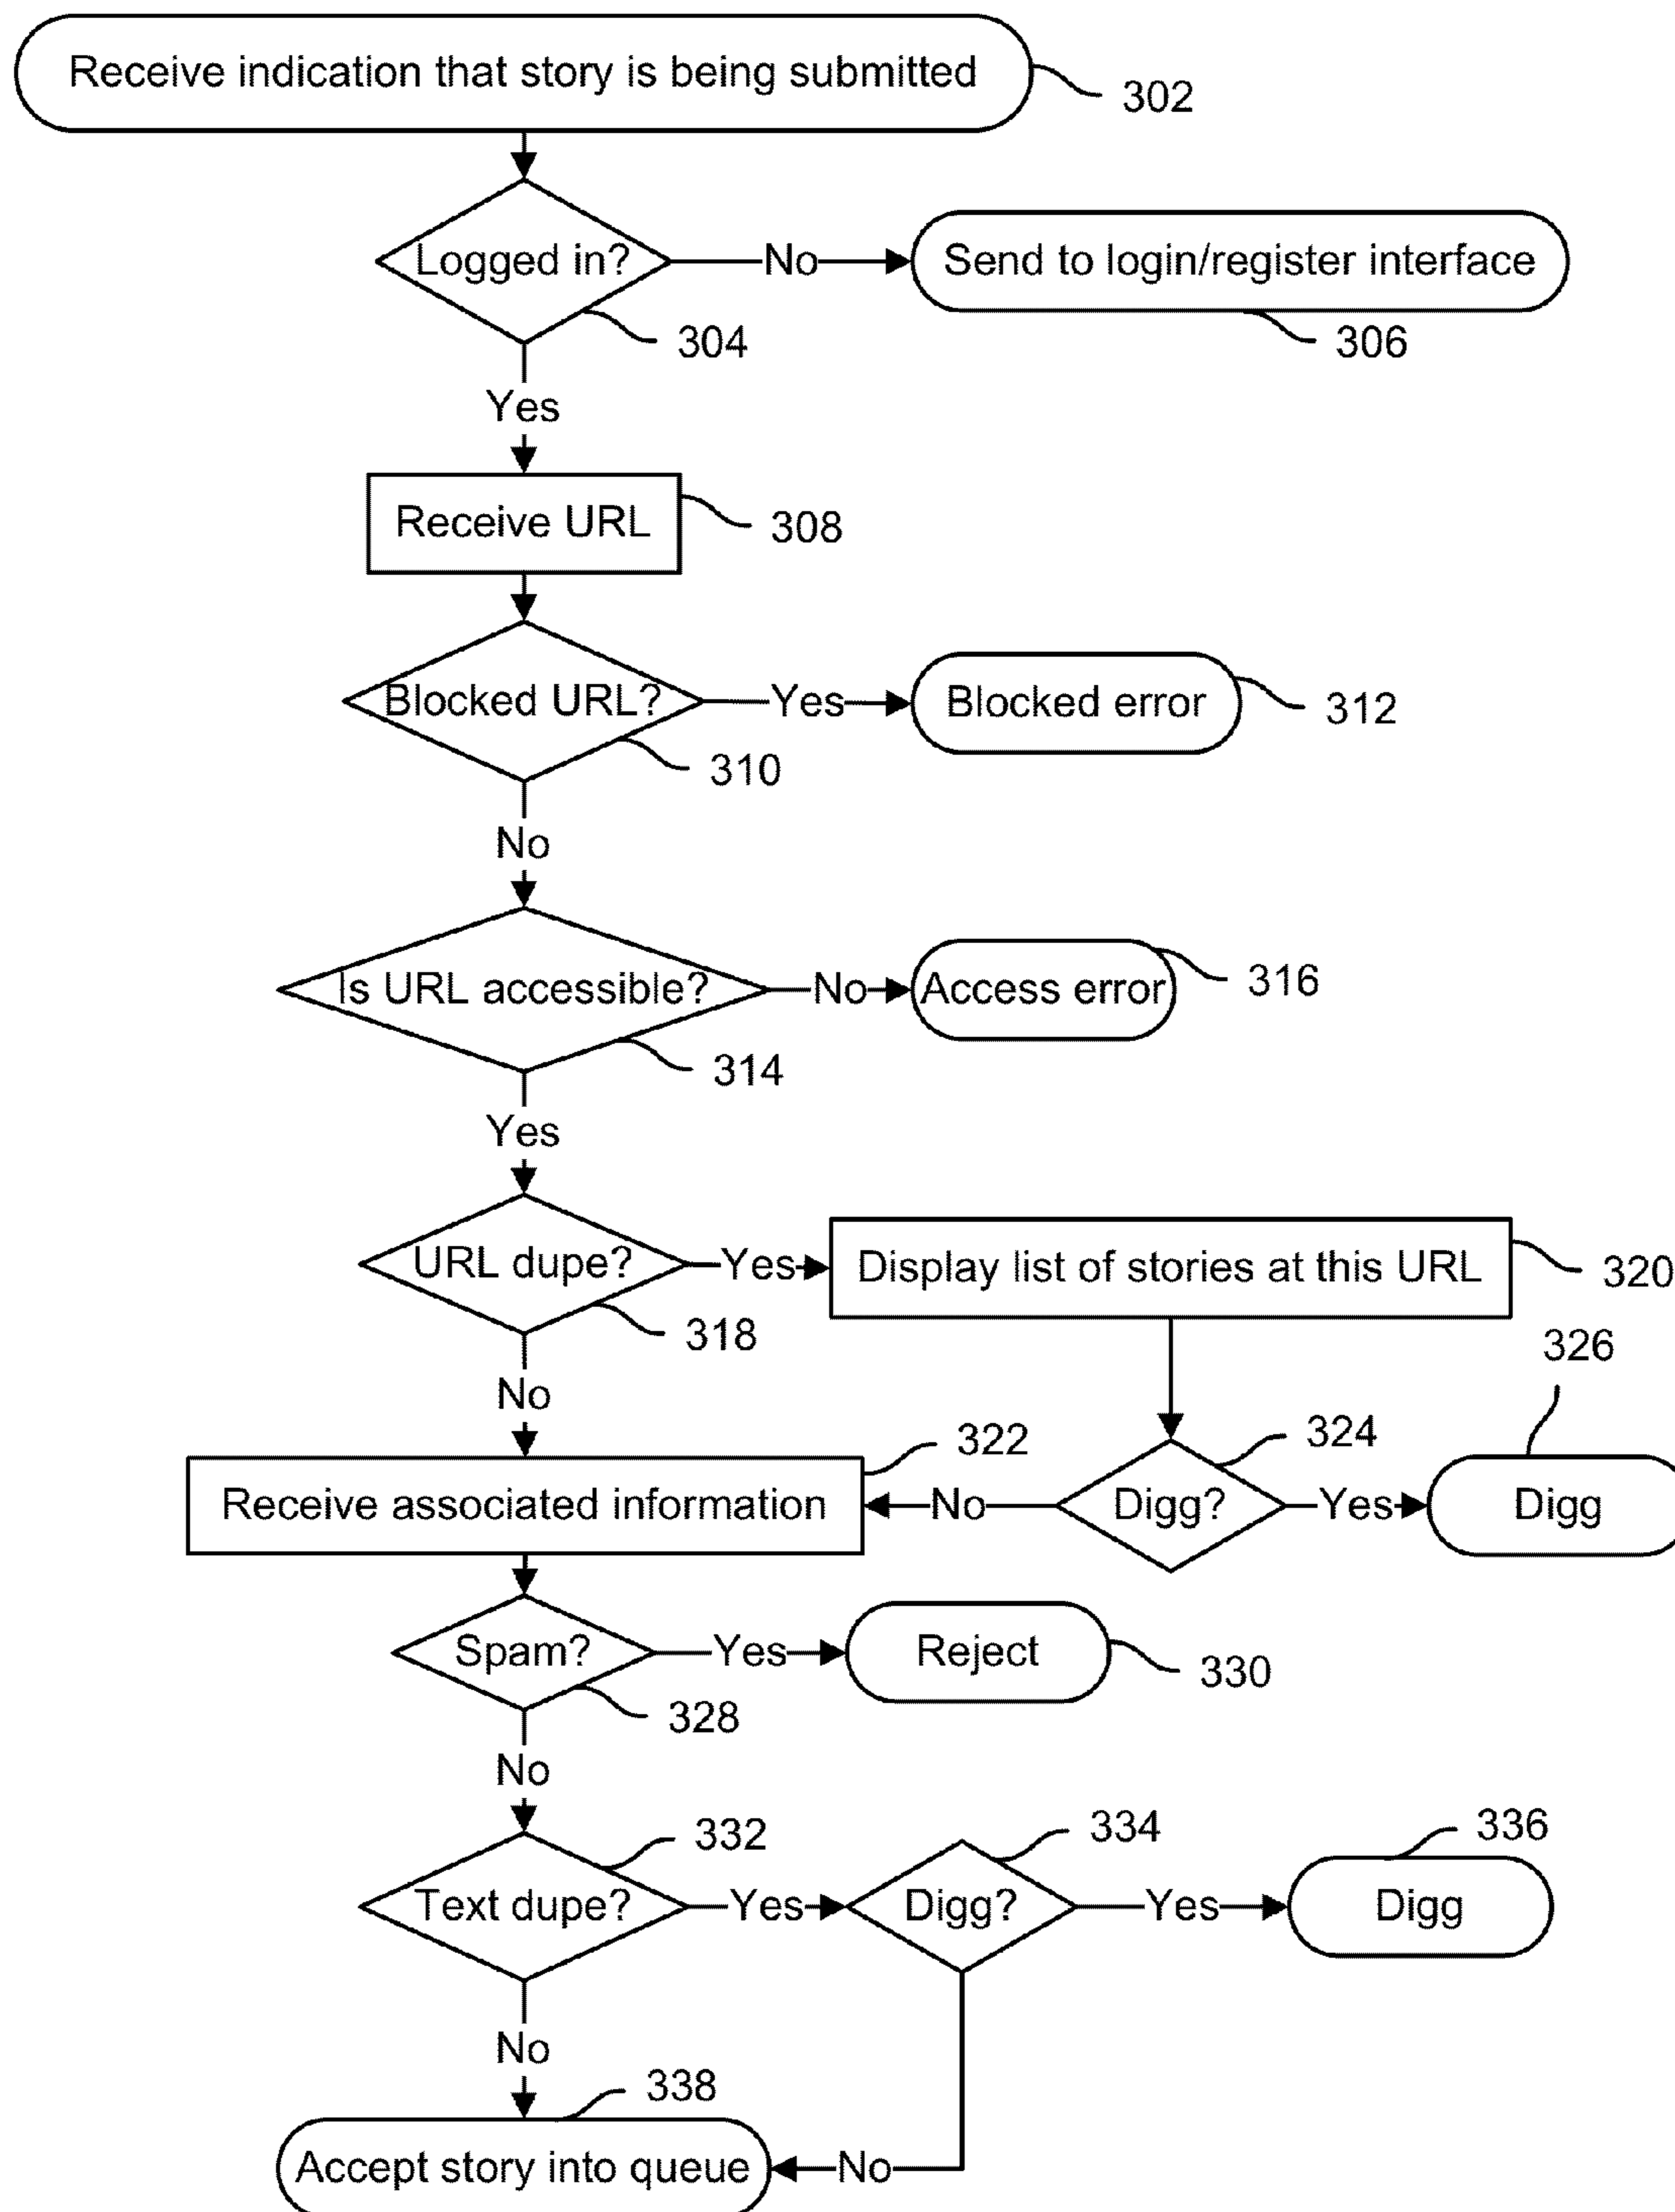 Receive indication that story is being submitted
302
Logged in?
No
Send to login/register interface
304
306
Yes
Receive URL
308
Blocked URL?
Yes
Blocked error
312
310
No
Is URL accessible?
No
Access error
316
314
Yes
URL dupe?
Yes
Display list of stories at this URL
320
318
326
No
322
324
Receive associated information
No
Digg?
Yes
Digg
Spam?
Yes
Reject
330
328
No
332
334
336
Text dupe?
Yes
Digg?
Yes
Digg
No
338
Accept story into queue
No